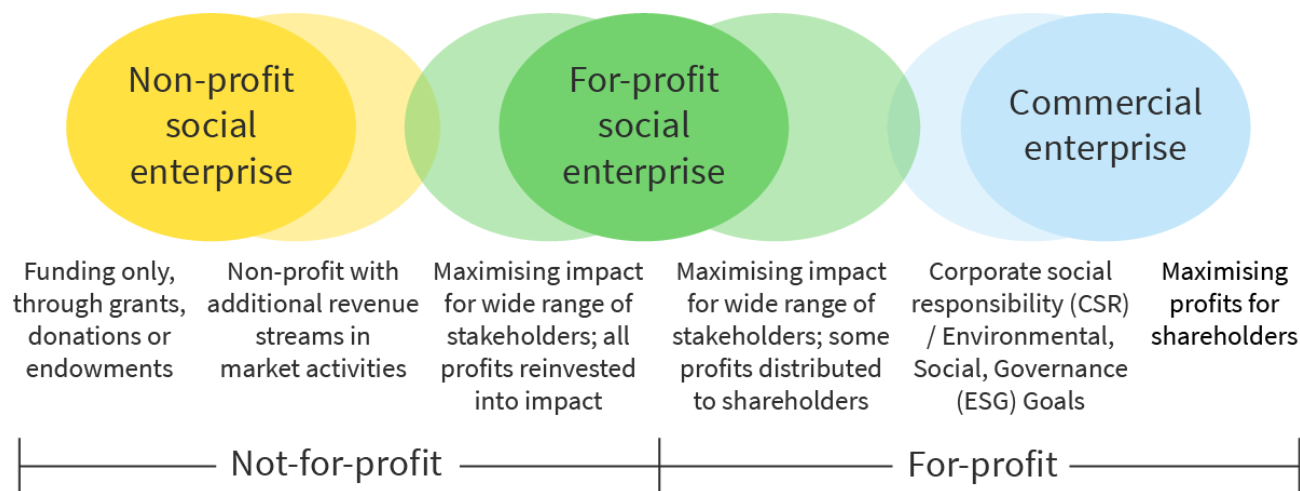 Non-profit
social
enterprise
For-profit
social
enterprise
Commercial
enterprise
Funding only,
through grants,
donations or
endowments
Non-profit with
additional revenue
streams in
market activities
Maximising impact
for wide range of
stakeholders; all
profits reinvested
into impact
Maximising impact
for wide range of
stakeholders; some
profits distributed
to shareholders
Corporate social
responsibility (CSR)
/ Environmental,
Social, Governance
(ESG) Goals
Maximising
profits for
shareholders
Not-for-profit
For-profit